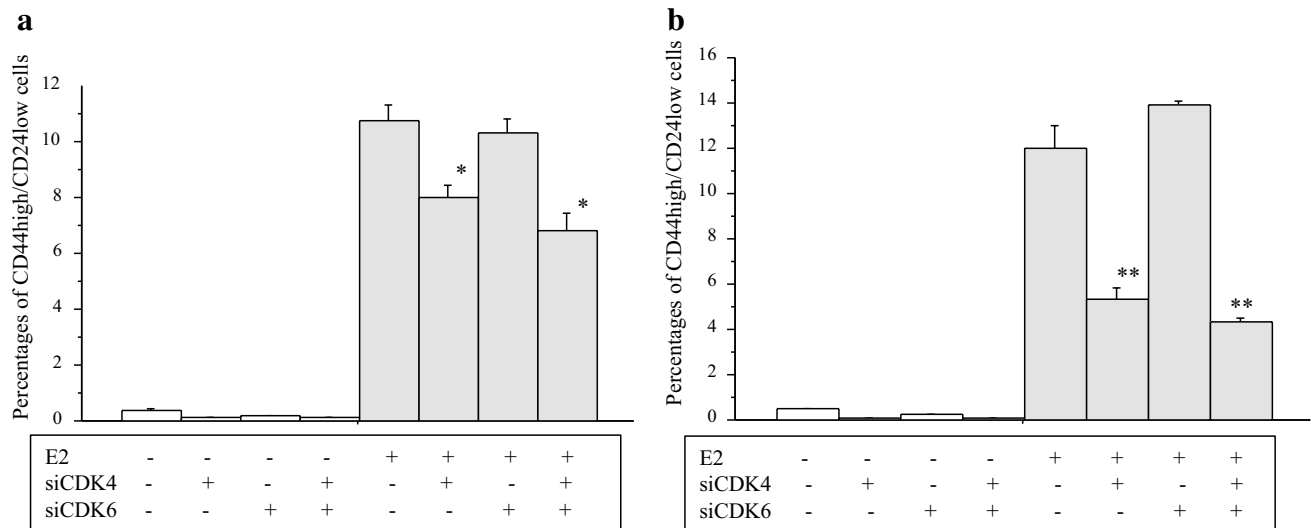 a
Percentages of CD44high/CD24low cells
12
10
8
6
4
2
0
*
*
E2 - - - - + + + +
siCDK4 - + - + - + - +
siCDK6 - - + + - - + +
b
Percentages of CD44high/CD24low cells
16
14
12
10
8
6
4
2
0
**
**
E2 - - - - + + + +
siCDK4 - + - + - + - +
siCDK6 - - + + - - + +